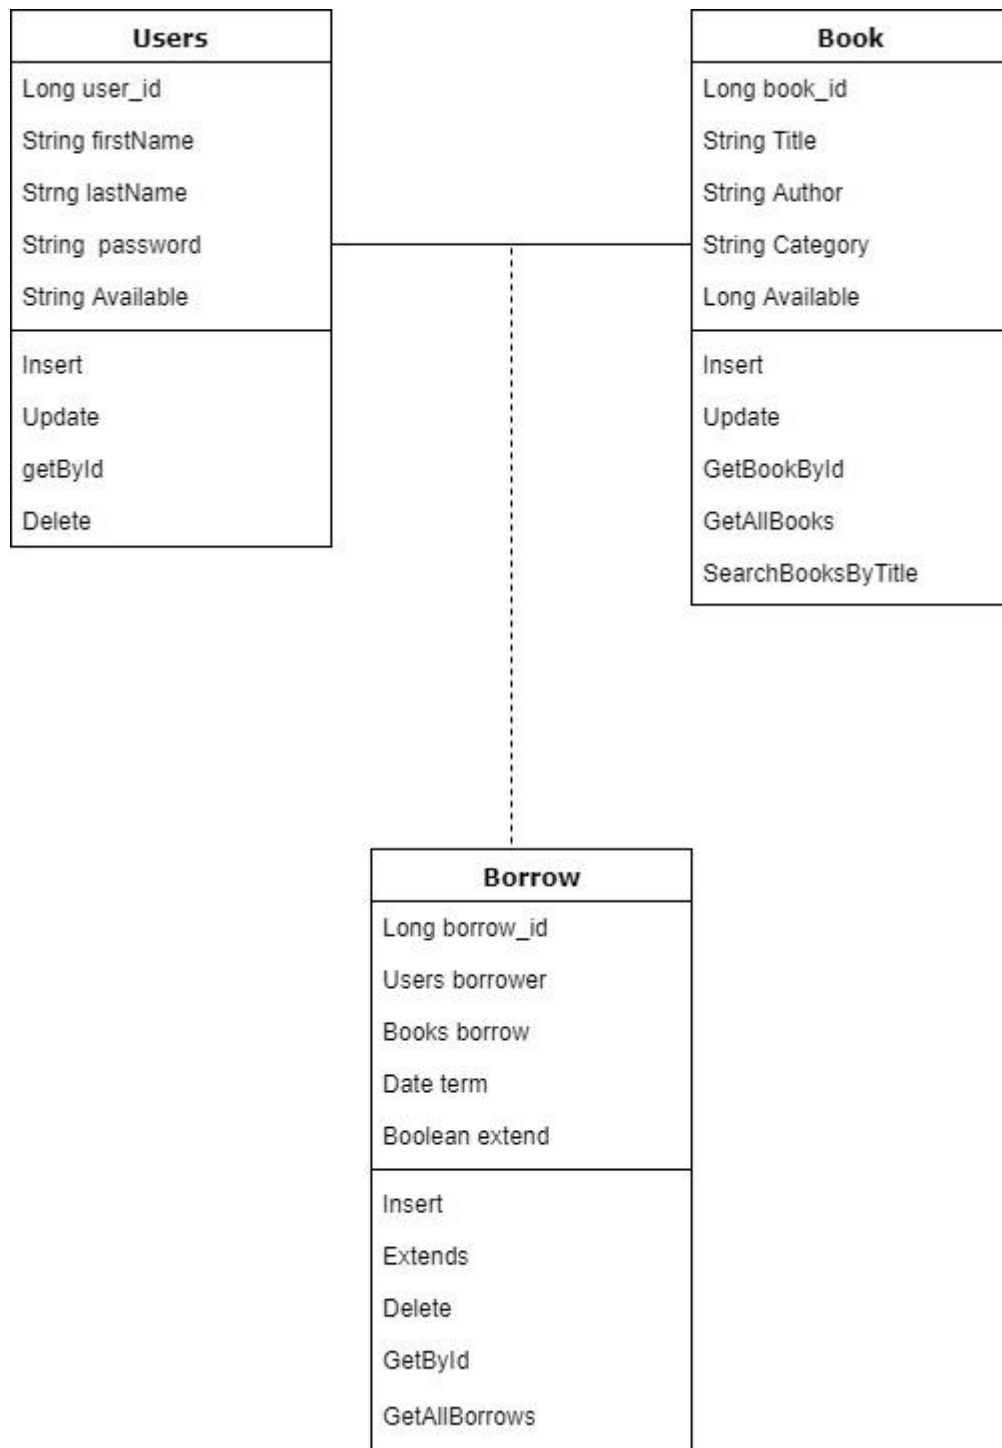 Users
Long user_id
String firstName
Strng lastName
String  password
String Available
Insert
Update
getById
Delete
Book
Long book_id
String Title
String Author
String Category
Long Available
Insert
Update
GetBookById
GetAllBooks
SearchBooksByTitle
Borrow
Long borrow_id
Users borrower
Books borrow
Date term
Boolean extend
Insert
Extends
Delete
GetById
GetAllBorrows